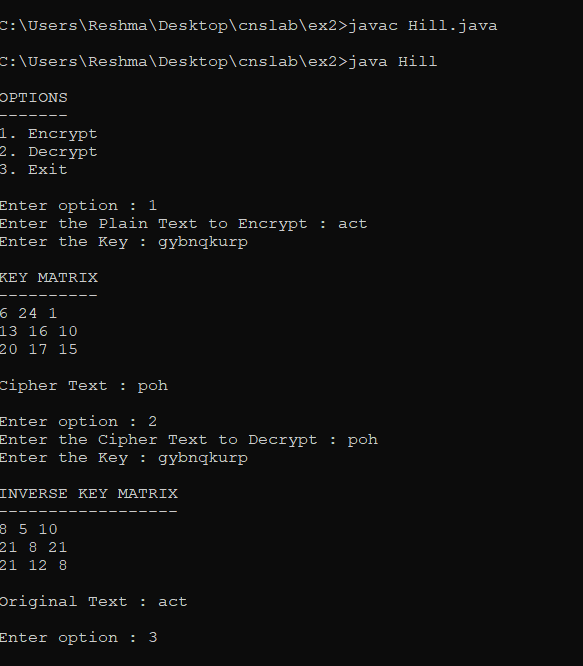 C:\Users\Reshma\Desktop\cnslab\ex2>javac Hill.java
C:\Users\Reshma\Desktop\cnslab\ex2>java Hill
OPTIONS
-------
1. Encrypt
2. Decrypt
3. Exit
Enter option : 1
Enter the Plain Text to Encrypt : act
Enter the Key : gybnqkurp
KEY MATRIX
----------
6 24 1
13 16 10
20 17 15
Cipher Text : poh
Enter option : 2
Enter the Cipher Text to Decrypt : poh
Enter the Key : gybnqkurp
INVERSE KEY MATRIX
------------------
8 5 10
21 8 21
21 12 8
Original Text : act
Enter option : 3